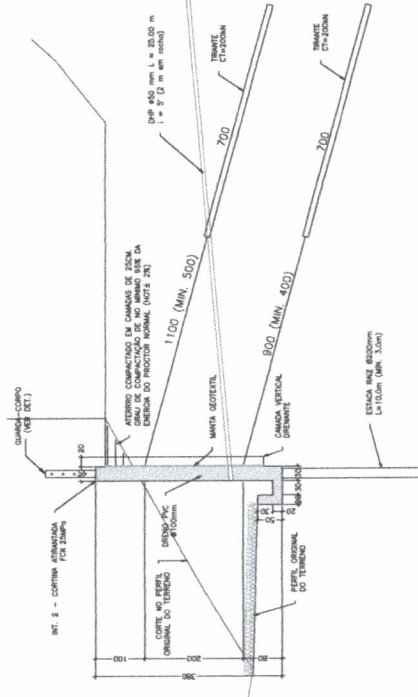 GUARDA-CORPO
(VER DET.)
INT. 2 - CORTINA ATIRANTADA
FCK 25MPa
ATERRO COMPACTADO EM CAMADAS DE 25CM.
GRAU DE COMPACTAÇÃO DE NO MÍNIMO 95% DA
ENERGIA DO PROCTOR NORMAL (HOT± 2%)
DHP ø50 mm L = 25,00 m
i = 5° (2 m em rocha)
TIRANTE
CT=200kN
700
1100 (MIN. 500)
TIRANTE
CT=200kN
700
900 (MIN. 400)
MANTA GEOTEXTIL
CAMADA VERTICAL
DRENANTE
DRENO PVC
ø100mm
CORTE NO PERFIL
ORIGINAL DO TERRENO
PERFIL ORIGINAL
DO TERRENO
ESTACA RAIZ Ø200mm
L=10,0m (MIN. 3,0m)
100
200
80
380
20